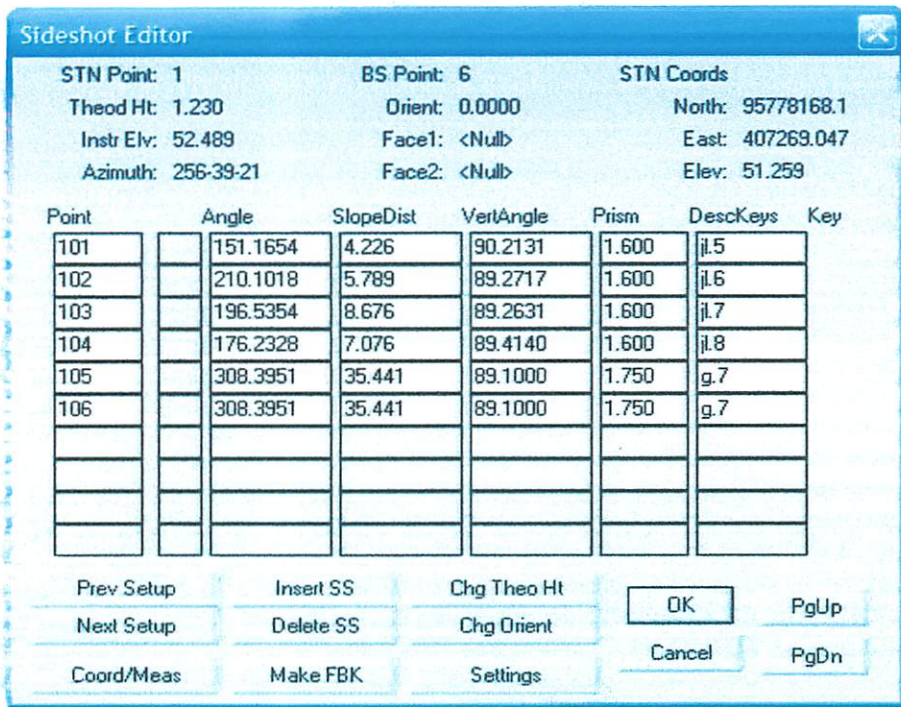 Sideshot Editor
STN Point: 1 BS Point: 6 STN Coords
Theod Ht: 1.230 Orient: 0.0000 North: 95778168.1
Instr Elv: 52.489 Face1: <Null> East: 407269.047
Azimuth: 256-39-21 Face2: <Null> Elev: 51.259
Point Angle SlopeDist VertAngle Prism DescKeys Key
101 151.1654 4.226 90.2131 1.600 jl.5
102 210.1018 5.789 89.2717 1.600 jl.6
103 196.5354 8.676 89.2631 1.600 jl.7
104 176.2328 7.076 89.4140 1.600 jl.8
105 308.3951 35.441 89.1000 1.750 g.7
106 308.3951 35.441 89.1000 1.750 g.7
Prev Setup Insert SS Chg Theo Ht OK PgUp
Next Setup Delete SS Chg Orient
Cancel PgDn
Coord/Meas Make FBK Settings